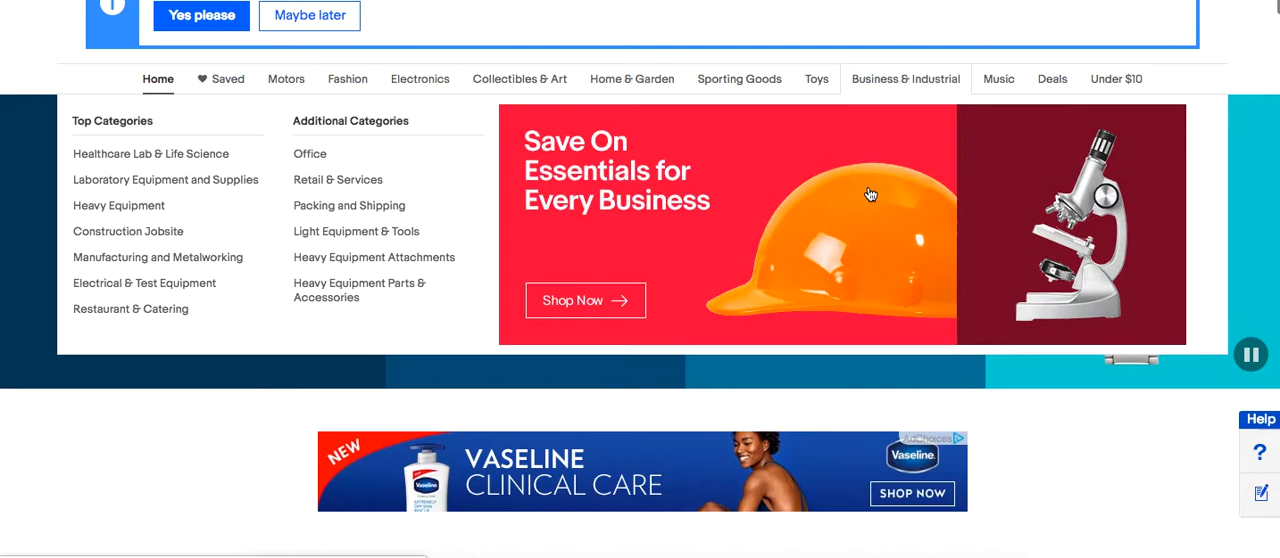 Yes please
Maybe later
Home
Saved
Motors
Fashion
Electronics
Collectibles & Art
Home & Garden
Sporting Goods
Toys
Business & Industrial
Music
Deals
Under $10
Top Categories
Healthcare Lab & Life Science
Laboratory Equipment and Supplies
Heavy Equipment
Construction Jobsite
Manufacturing and Metalworking
Electrical & Test Equipment
Restaurant & Catering
Additional Categories
Office
Retail & Services
Packing and Shipping
Light Equipment & Tools
Heavy Equipment Attachments
Heavy Equipment Parts &
Accessories
Save On
Essentials for
Every Business
Shop Now
Help
?
NEW
VASELINE
CLINICAL CARE
Vaseline
AdChoices
Vaseline.
SHOP NOW